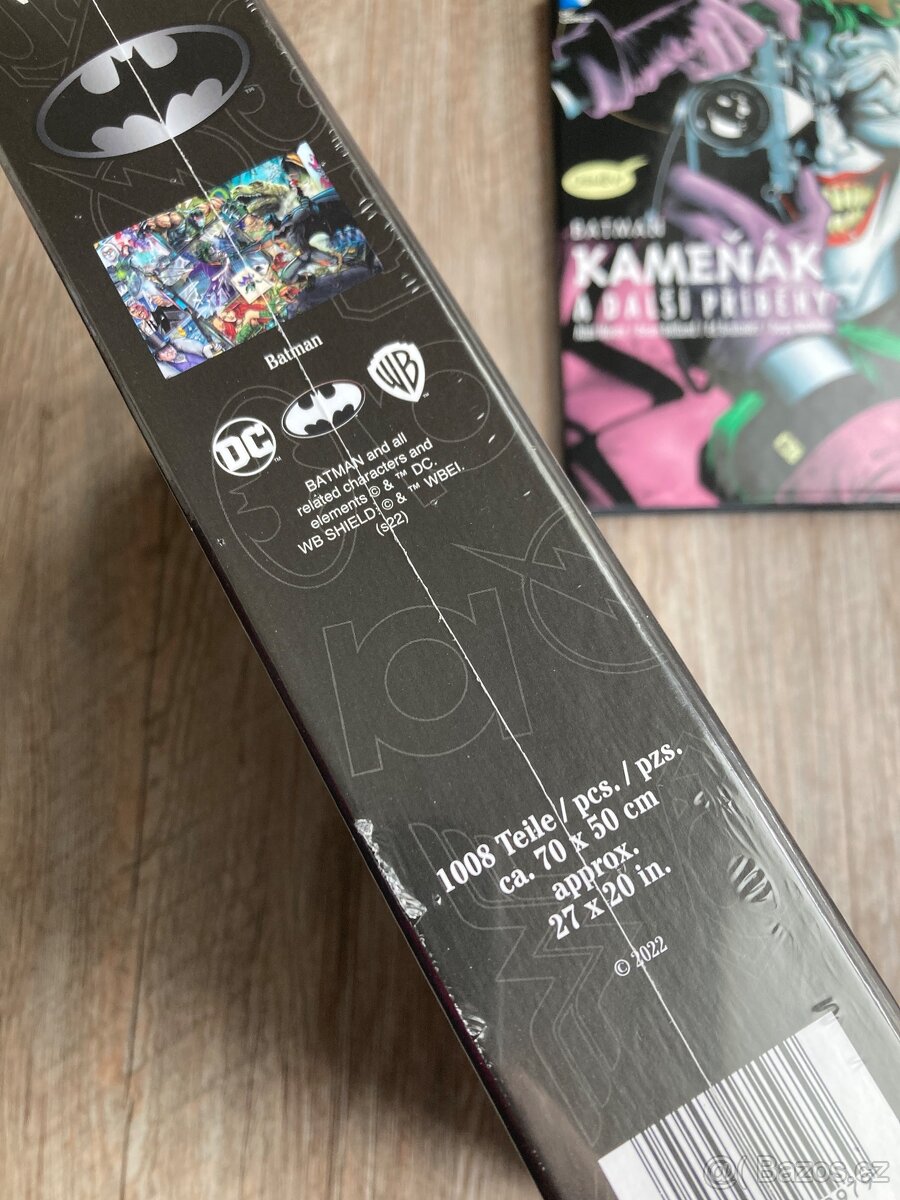 Batman
DC
WB
BATMAN and all
related characters and
elements © & ™ DC.
WB SHIELD: © & ™ WBEI.
(s22)
1008 Teile / pcs. / pzs.
ca. 70 x 50 cm
approx.
27 x 20 in.
© 2022
BATMAN
KAMEŇÁK
A DALŠÍ PŘÍBĚHY
Bazos.cz